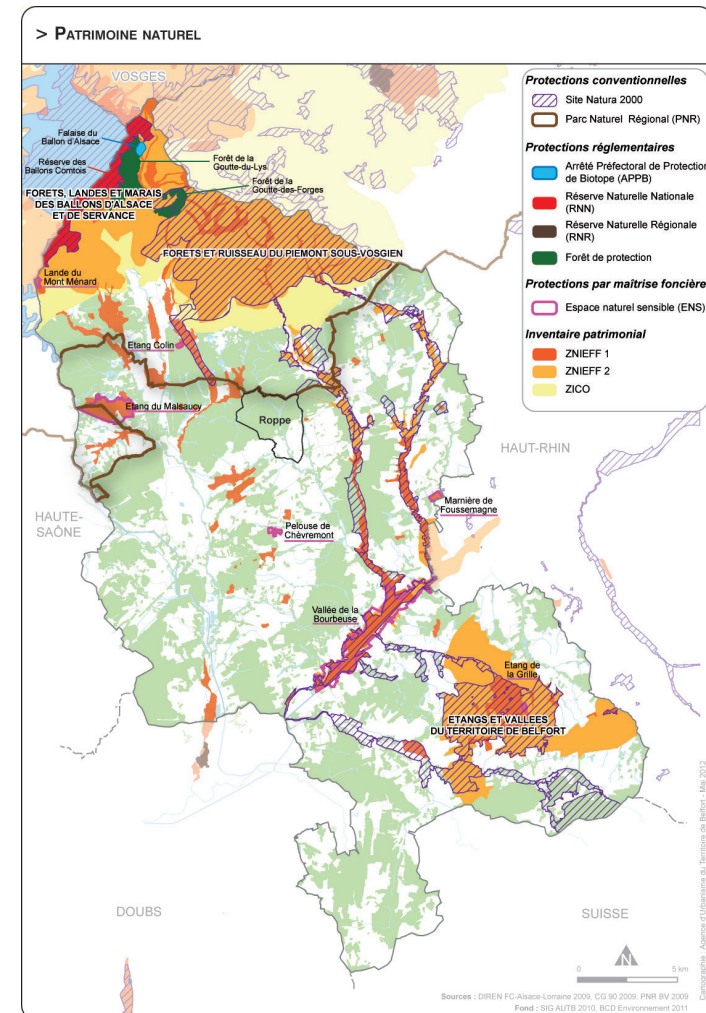 > PATRIMOINE NATUREL
VOSGES
Falaise du
Ballon d'Alsace
Réserve des
Ballons Comtois
Forêt de la
Goutte-du-Lys
Forêt de la
Goutte-des-Forges
FORETS, LANDES ET MARAIS
DES BALLONS D'ALSACE
ET DE SERVANCE
FORETS ET RUISSEAU DU PIEMONT SOUS-VOSGIEN
Lande du
Mont Ménard
Etang Colin
Etang du Malsaucy
Roppe
HAUT-RHIN
HAUTE-
SAÔNE
Marnière de
Foussemagne
Pelouse de
Chèvremont
Vallée de la
Bourbeuse
Etang de
la Grille
ETANGS ET VALLEES
DU TERRITOIRE DE BELFORT
DOUBS
SUISSE
Protections conventionnelles
Site Natura 2000
Parc Naturel Régional (PNR)
Protections réglementaires
Arrêté Préfectoral de Protection
de Biotope (APPB)
Réserve Naturelle Nationale
(RNN)
Réserve Naturelle Régionale
(RNR)
Forêt de protection
Protections par maîtrise foncière
Espace naturel sensible (ENS)
Inventaire patrimonial
ZNIEFF 1
ZNIEFF 2
ZICO
N
0 5 km
Sources : DIREN FC-Alsace-Lorraine 2009, CG 90 2009, PNR BV 2009
Fond : SIG AUTB 2010, BCD Environnement 2011
Cartographie : Agence d'Urbanisme du Territoire de Belfort - Mai 2012